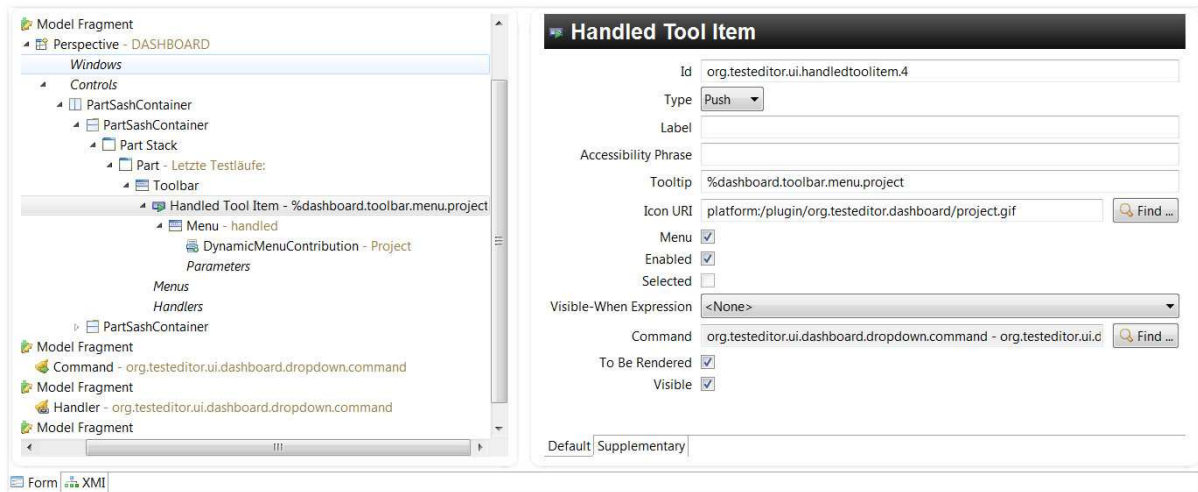 Model Fragment
Perspective - DASHBOARD
Windows
Controls
PartSashContainer
PartSashContainer
Part Stack
Part - Letzte Testläufe:
Toolbar
Handled Tool Item - %dashboard.toolbar.menu.project
Menu - handled
DynamicMenuContribution - Project
Parameters
Menus
Handlers
PartSashContainer
Model Fragment
Command - org.testeditor.ui.dashboard.dropdown.command
Model Fragment
Handler - org.testeditor.ui.dashboard.dropdown.command
Model Fragment
Handled Tool Item
Id org.testeditor.ui.handledtoolitem.4
Type Push
Label
Accessibility Phrase
Tooltip %dashboard.toolbar.menu.project
Icon URI platform:/plugin/org.testeditor.dashboard/project.gif Find ...
Menu
Enabled
Selected
Visible-When Expression <None>
Command org.testeditor.ui.dashboard.dropdown.command - org.testeditor.ui.d Find ...
To Be Rendered
Visible
Default Supplementary
Form XMI